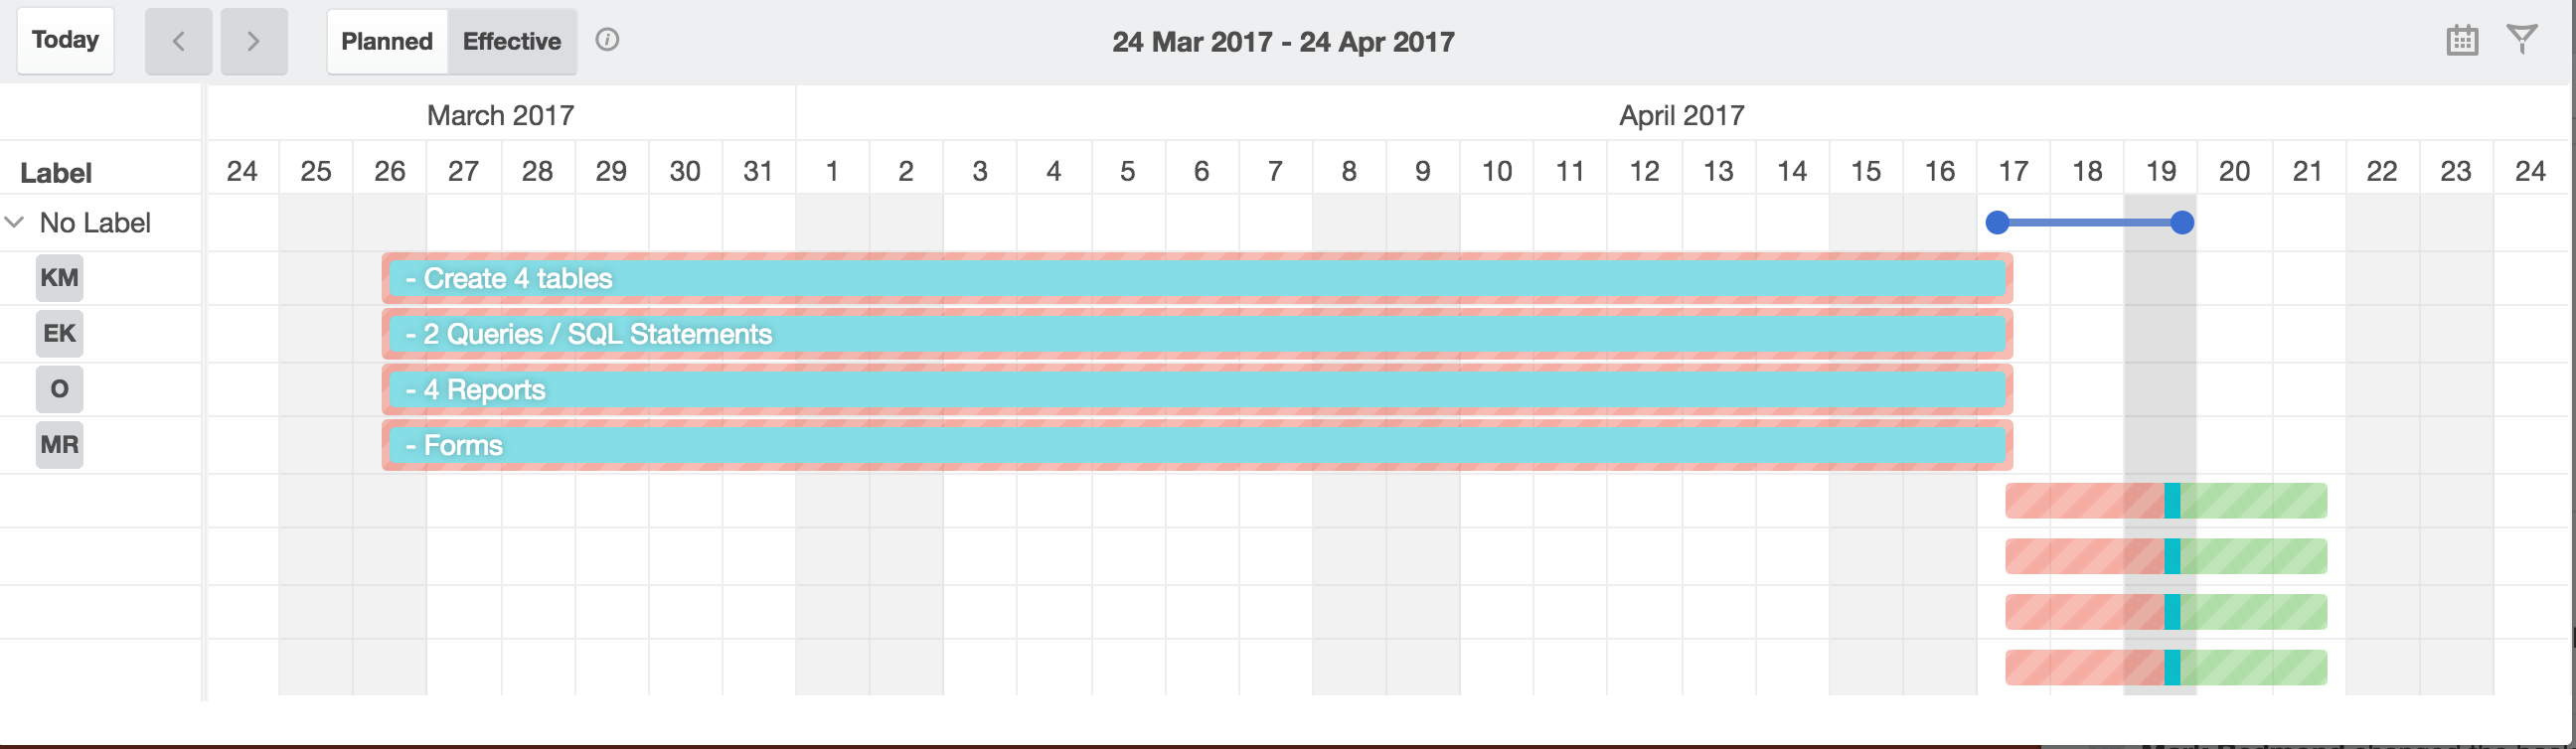 Today < > Planned Effective i 24 Mar 2017 - 24 Apr 2017
March 2017 April 2017
Label 24 25 26 27 28 29 30 31 1 2 3 4 5 6 7 8 9 10 11 12 13 14 15 16 17 18 19 20 21 22 23 24
No Label
KM - Create 4 tables
EK - 2 Queries / SQL Statements
O - 4 Reports
MR - Forms